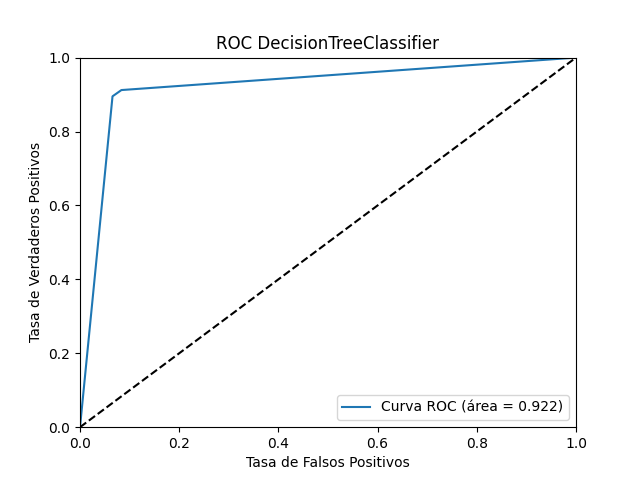 ROC DecisionTreeClassifier
1.0
0.8
0.6
0.4
0.2
0.0
Tasa de Verdaderos Positivos
Curva ROC (área = 0.922)
0.0 0.2 0.4 0.6 0.8 1.0
Tasa de Falsos Positivos